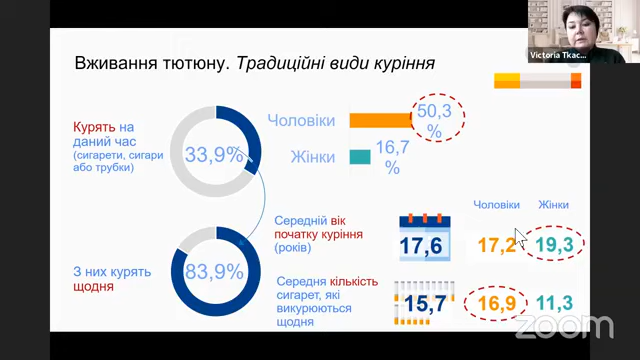 Victoria Tkac...
Вживання тютюну. Традиційні види куріння
Курять на
даний час
(сигарети, сигари
або трубки)
33,9%
Чоловіки
50,3
%
Жінки
16,7
%
Чоловіки
Жінки
Середній вік
початку куріння
(років)
17,6
17,2
19,3
З них курять
щодня
83,9%
Середня кількість
сигарет, які
викурюються
щодня
15,7
16,9
11,3
zoom